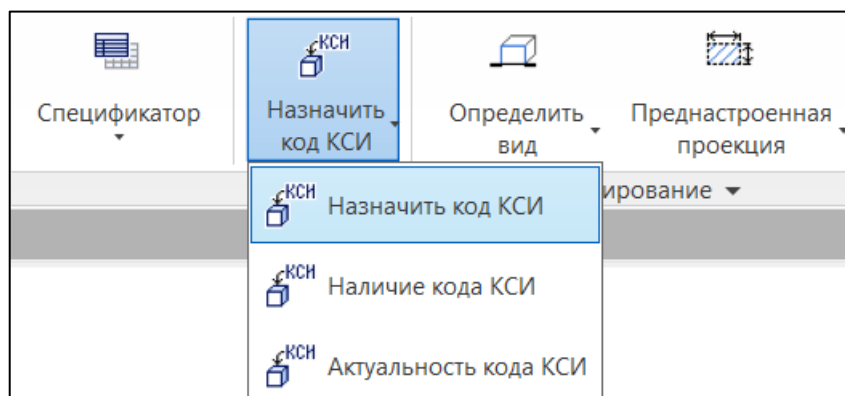 КСИ
Спецификатор
Назначить
код КСИ
Определить
вид
Преднастроенная
проекция
ирование
КСИ Назначить код КСИ
КСИ Наличие кода КСИ
КСИ Актуальность кода КСИ